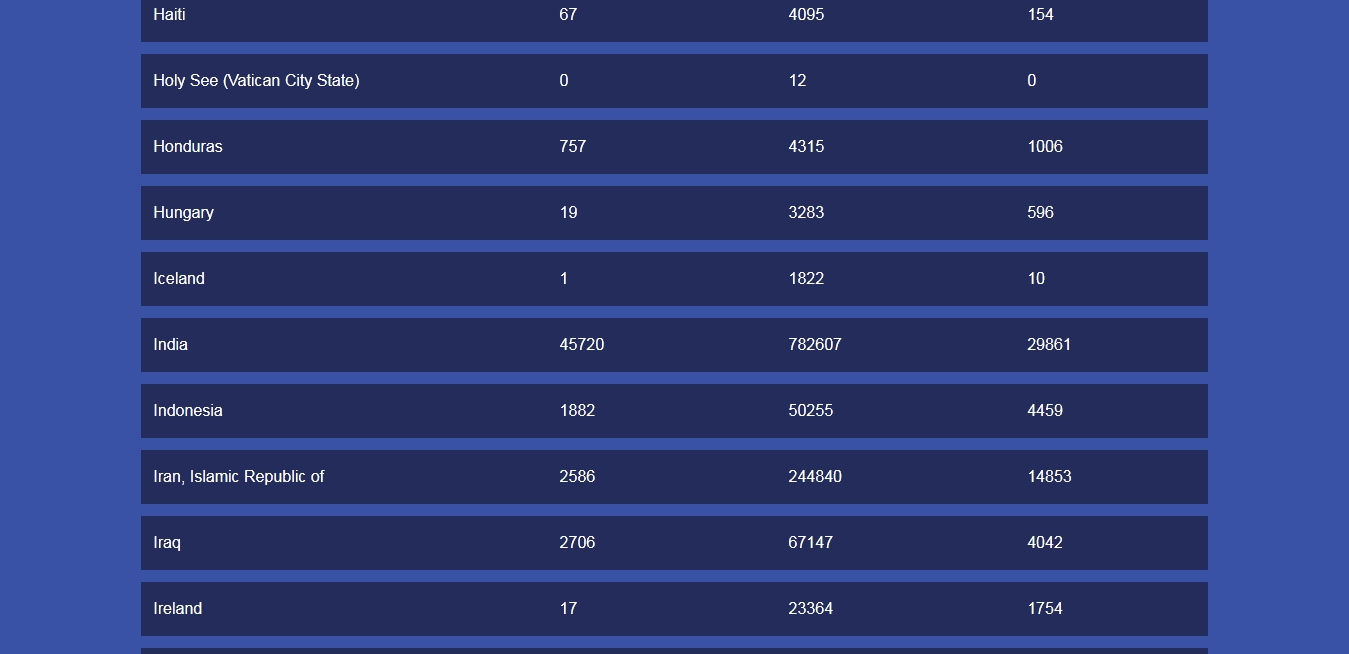 Haiti 67 4095 154
Holy See (Vatican City State) 0 12 0
Honduras 757 4315 1006
Hungary 19 3283 596
Iceland 1 1822 10
India 45720 782607 29861
Indonesia 1882 50255 4459
Iran, Islamic Republic of 2586 244840 14853
Iraq 2706 67147 4042
Ireland 17 23364 1754